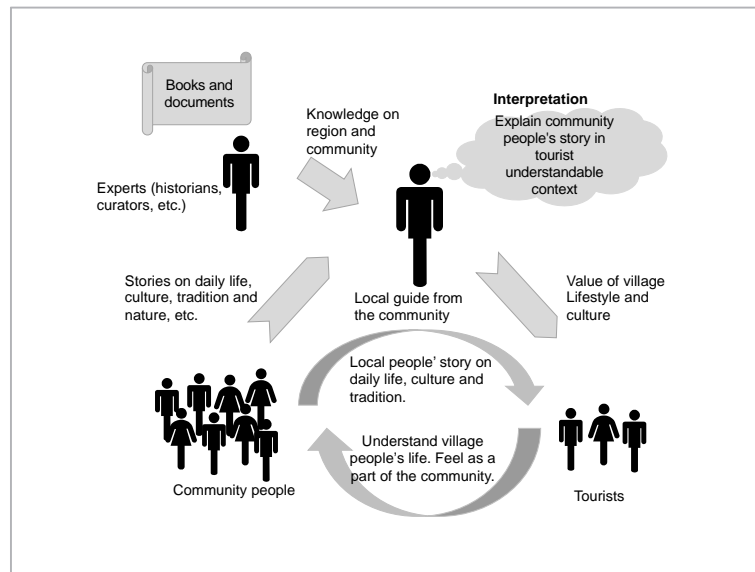 Books and
documents
Knowledge on
region and
community
Interpretation
Explain community
people's story in
tourist
understandable
context
Experts (historians,
curators, etc.)
Stories on daily life,
culture, tradition and
nature, etc.
Local guide from
the community
Value of village
Lifestyle and
culture
Local people' story on
daily life, culture and
tradition.
Understand village
people's life. Feel as a
part of the community.
Community people
Tourists